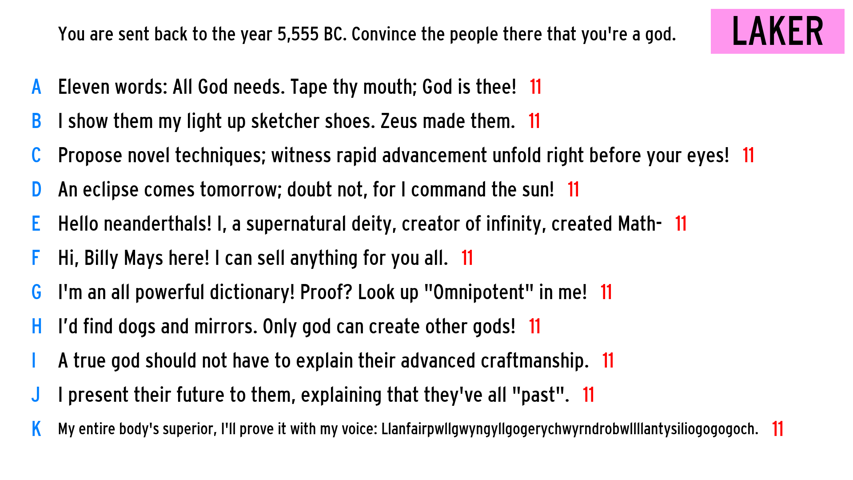 You are sent back to the year 5,555 BC. Convince the people there that you're a god.
LAKER
A Eleven words: All God needs. Tape thy mouth; God is thee! 11
B I show them my light up sketcher shoes. Zeus made them. 11
C Propose novel techniques; witness rapid advancement unfold right before your eyes! 11
D An eclipse comes tomorrow; doubt not, for I command the sun! 11
E Hello neanderthals! I, a supernatural deity, creator of infinity, created Math- 11
F Hi, Billy Mays here! I can sell anything for you all. 11
G I'm an all powerful dictionary! Proof? Look up "Omnipotent" in me! 11
H I’d find dogs and mirrors. Only god can create other gods! 11
I A true god should not have to explain their advanced craftmanship. 11
J I present their future to them, explaining that they've all "past". 11
K My entire body's superior, I'll prove it with my voice: Llanfairpwllgwyngyllgogerychwyrndrobwllllantysiliogogogoch. 11